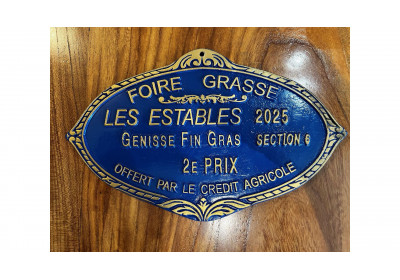 FOIRE GRASSE
LES ESTABLES 2025
GENISSE FIN GRAS SECTION 6
2E PRIX
OFFERT PAR LE CREDIT AGRICOLE